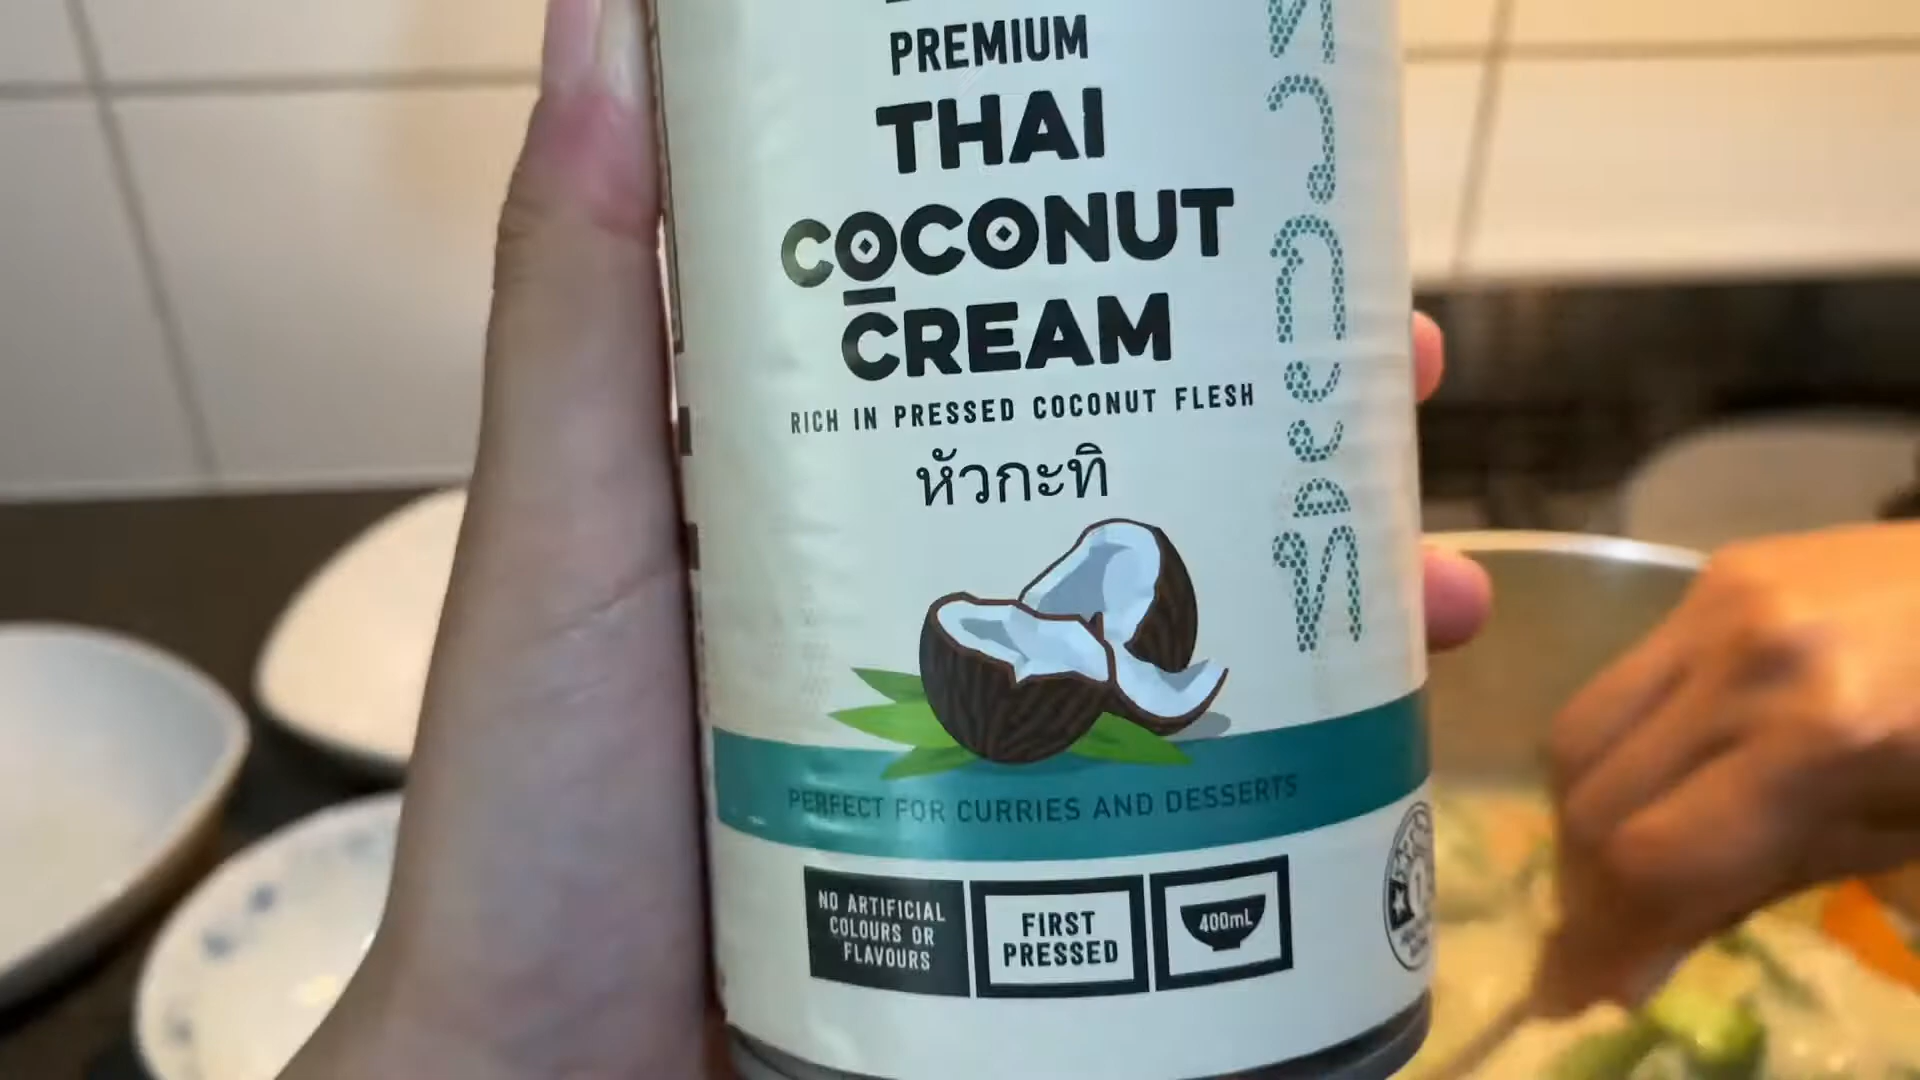 PREMIUM
THAI
COCONUT
CREAM
RICH IN PRESSED COCONUT FLESH
หัวกะทิ
PERFECT FOR CURRIES AND DESSERTS
NO ARTIFICIAL
COLOURS OR
FLAVOURS
FIRST
PRESSED
400mL